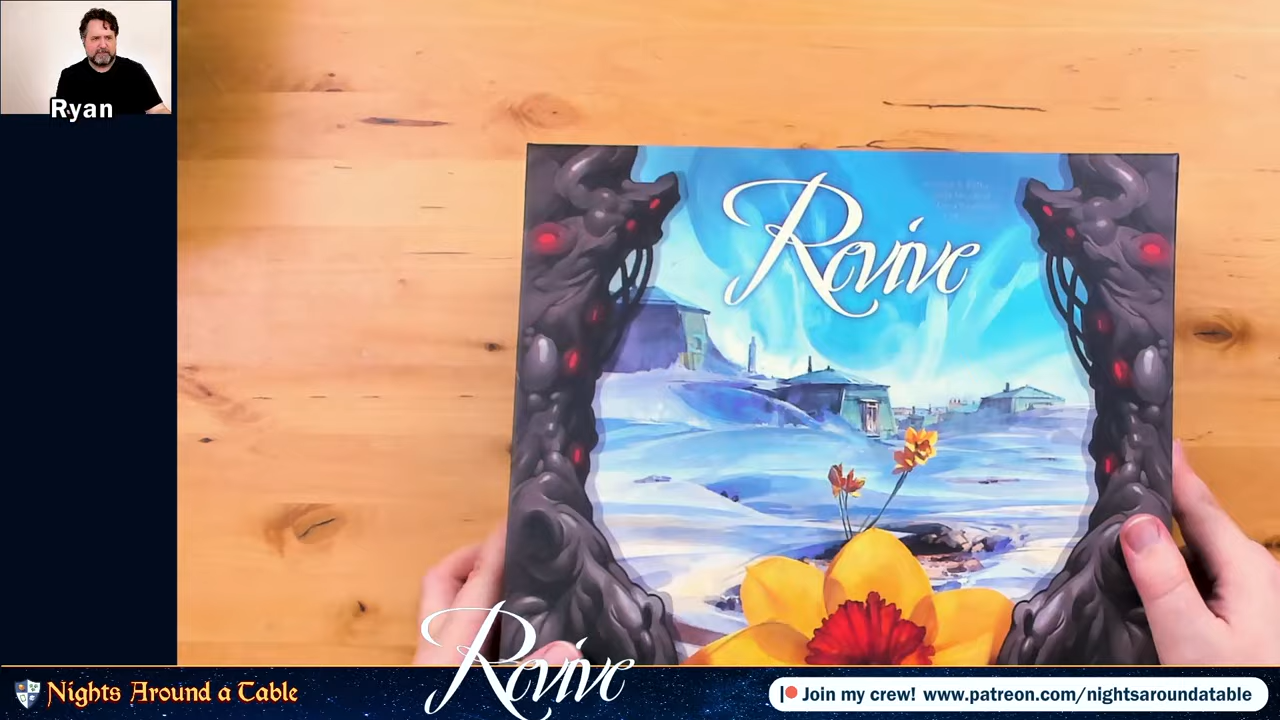 Ryan
Revive
Revive
Nights Around a Table
Join my crew! www.patreon.com/nightsaroundatable